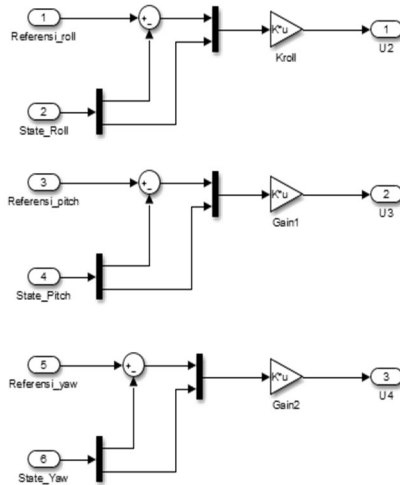 1
Referensi_roll
+
-
K*u
Kroll
1
U2
2
State_Roll
3
Referensi_pitch
+
-
K*u
Gain1
2
U3
4
State_Pitch
5
Referensi_yaw
+
-
K*u
Gain2
3
U4
6
State_Yaw